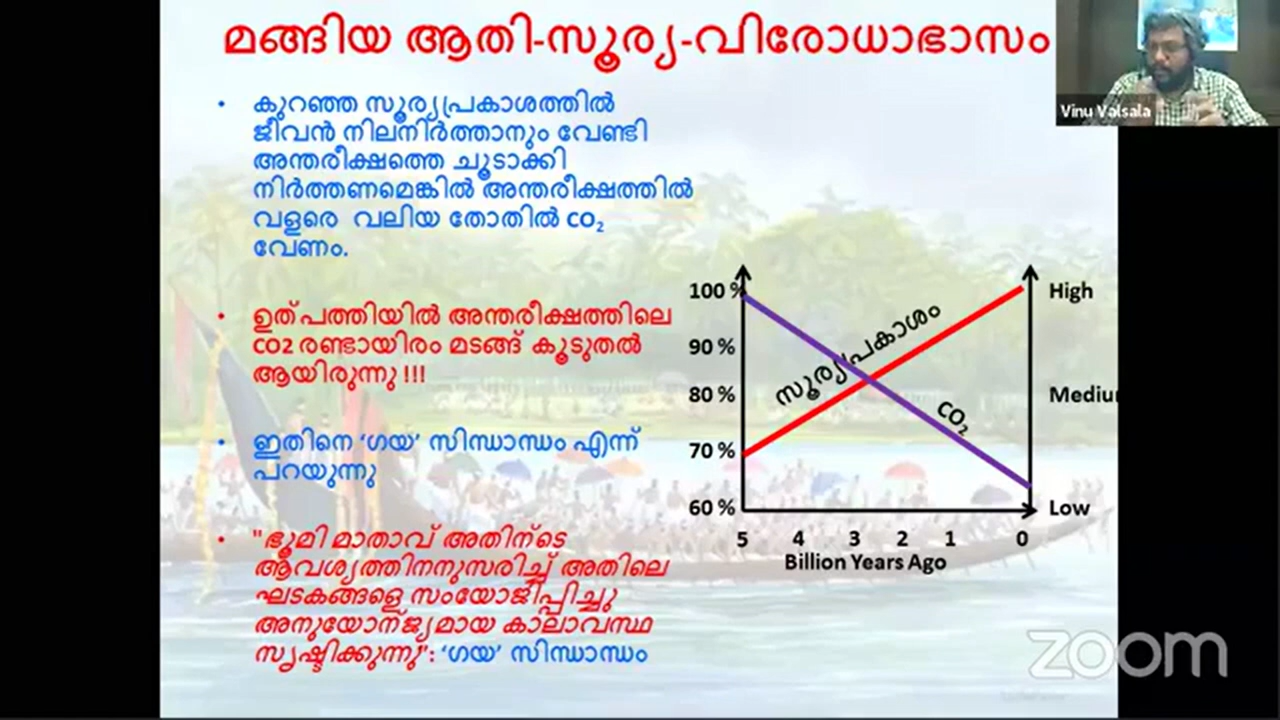 മങ്ങിയ ആതി-സൂര്യ-വിരോധാഭാസം
Vinu Valsala
• കുറഞ്ഞ സൂര്യപ്രകാശത്തിൽ
ജീവൻ നിലനിർത്താനും വേണ്ടി
അന്തരീക്ഷത്തെ ചൂടാക്കി
നിർത്തണമെങ്കിൽ അന്തരീക്ഷത്തിൽ
വളരെ വലിയ തോതിൽ CO₂
വേണം.
• ഉത്പത്തിയിൽ അന്തരീക്ഷത്തിലെ
CO2 രണ്ടായിരം മടങ്ങ് കൂടുതൽ
ആയിരുന്നു !!!
• ഇതിനെ ‘ഗയ’ സിന്ധാന്ധം എന്ന്
പറയുന്നു
• "ഭൂമി മാതാവ് അതിന്ടെ
ആവശ്യത്തിനനുസരിച്ച് അതിലെ
ഘടകങ്ങളെ സംയോജിപ്പിച്ചു
അനുയോന്ജ്യമായ കാലാവസ്ഥ
സൃഷ്ടിക്കുന്നു": ‘ഗയ’ സിന്ധാന്ധം
100 %
90 %
80 %
70 %
60 %
സൂര്യപ്രകാശം
CO₂
High
Mediu
Low
5 4 3 2 1 0
Billion Years Ago
zoom